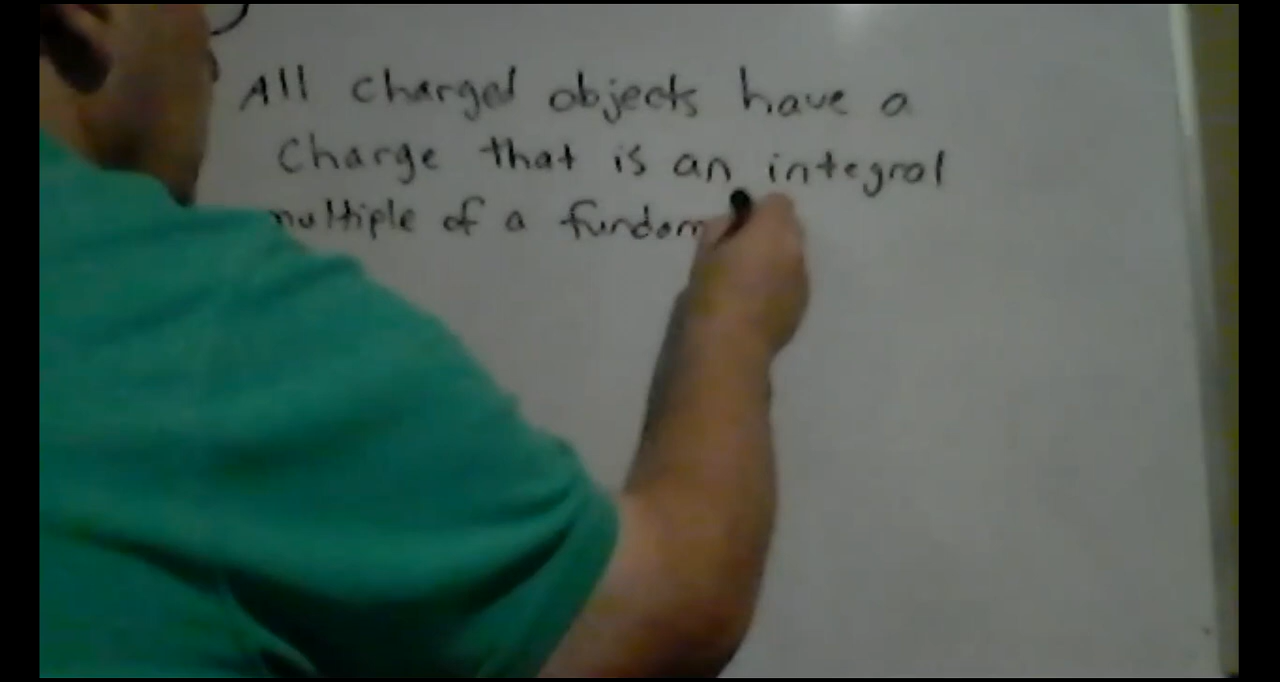 All charged objects have a
Charge that is an integral
multiple of a fundam